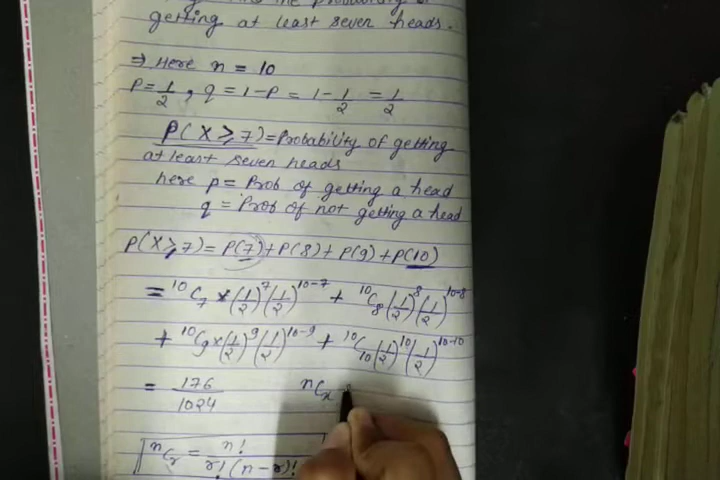 getting at least seven heads.
⇒ Here n = 10
P = 1/2 , q = 1 - P = 1 - 1/2 = 1/2
P(X ≥ 7) = Probability of getting
at least seven heads
here p = Prob of getting a head
q = Prob of not getting a head
P(X ≥ 7) = P(7) + P(8) + P(9) + P(10)
= ¹⁰C₇ × (1/2)⁷ (1/2)¹⁰⁻⁷ + ¹⁰C₈ (1/2)⁸ (1/2)¹⁰⁻⁸
+ ¹⁰C₉ × (1/2)⁹ (1/2)¹⁰⁻⁹ + ¹⁰C₁₀ (1/2)¹⁰ (1/2)¹⁰⁻¹⁰
= 176/1024 ⁿCₓ
ⁿCᵣ = n!/r!(n-r)!